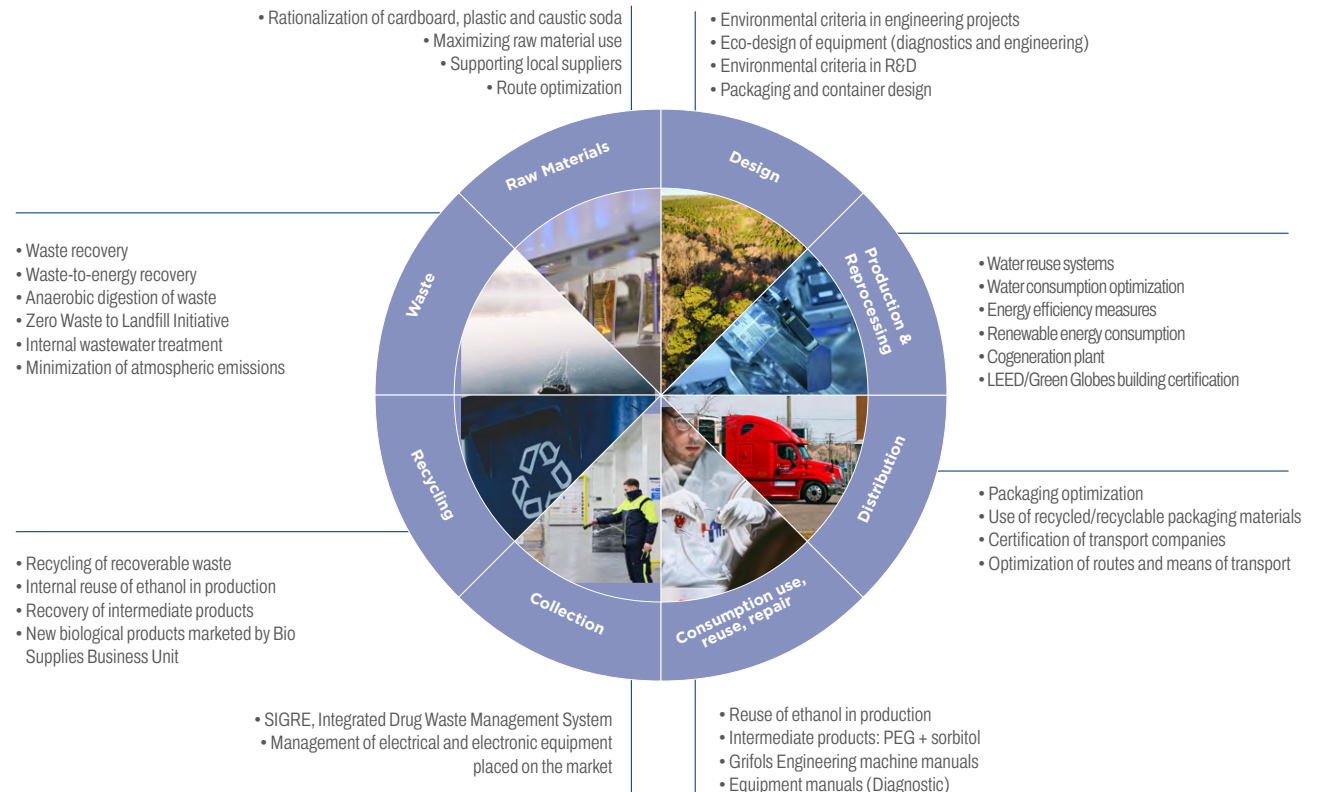 • Rationalization of cardboard, plastic and caustic soda
• Maximizing raw material use
• Supporting local suppliers
• Route optimization
• Environmental criteria in engineering projects
• Eco-design of equipment (diagnostics and engineering)
• Environmental criteria in R&D
• Packaging and container design
Raw Materials
Design
Waste
Production &
Reprocessing
• Waste recovery
• Waste-to-energy recovery
• Anaerobic digestion of waste
• Zero Waste to Landfill Initiative
• Internal wastewater treatment
• Minimization of atmospheric emissions
• Water reuse systems
• Water consumption optimization
• Energy efficiency measures
• Renewable energy consumption
• Cogeneration plant
• LEED/Green Globes building certification
Recycling
Distribution
• Packaging optimization
• Use of recycled/recyclable packaging materials
• Certification of transport companies
• Optimization of routes and means of transport
• Recycling of recoverable waste
• Internal reuse of ethanol in production
• Recovery of intermediate products
• New biological products marketed by Bio
Supplies Business Unit
Collection
Consumption use,
reuse, repair
• SIGRE, Integrated Drug Waste Management System
• Management of electrical and electronic equipment
placed on the market
• Reuse of ethanol in production
• Intermediate products: PEG + sorbitol
• Grifols Engineering machine manuals
• Equipment manuals (Diagnostic)